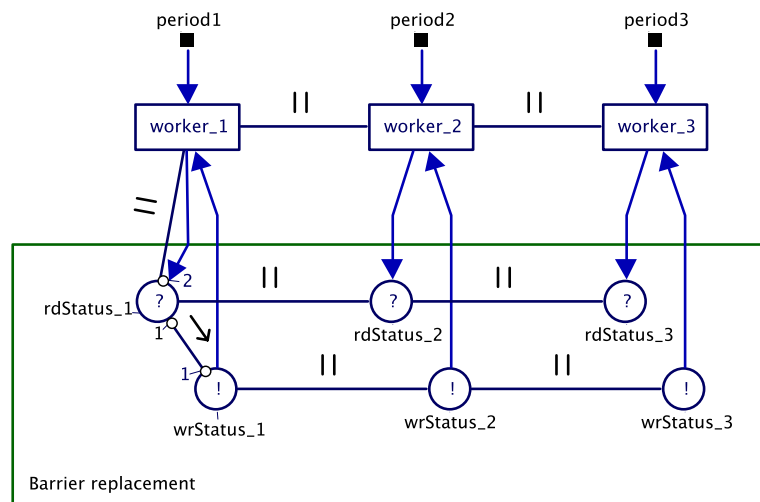 period1 period2 period3
||  ||
worker_1 worker_2 worker_3
||
|| ||
2
? ? ?
rdStatus_1 rdStatus_2 rdStatus_3
1
|| ||
1
! ! !
wrStatus_1 wrStatus_2 wrStatus_3
Barrier replacement